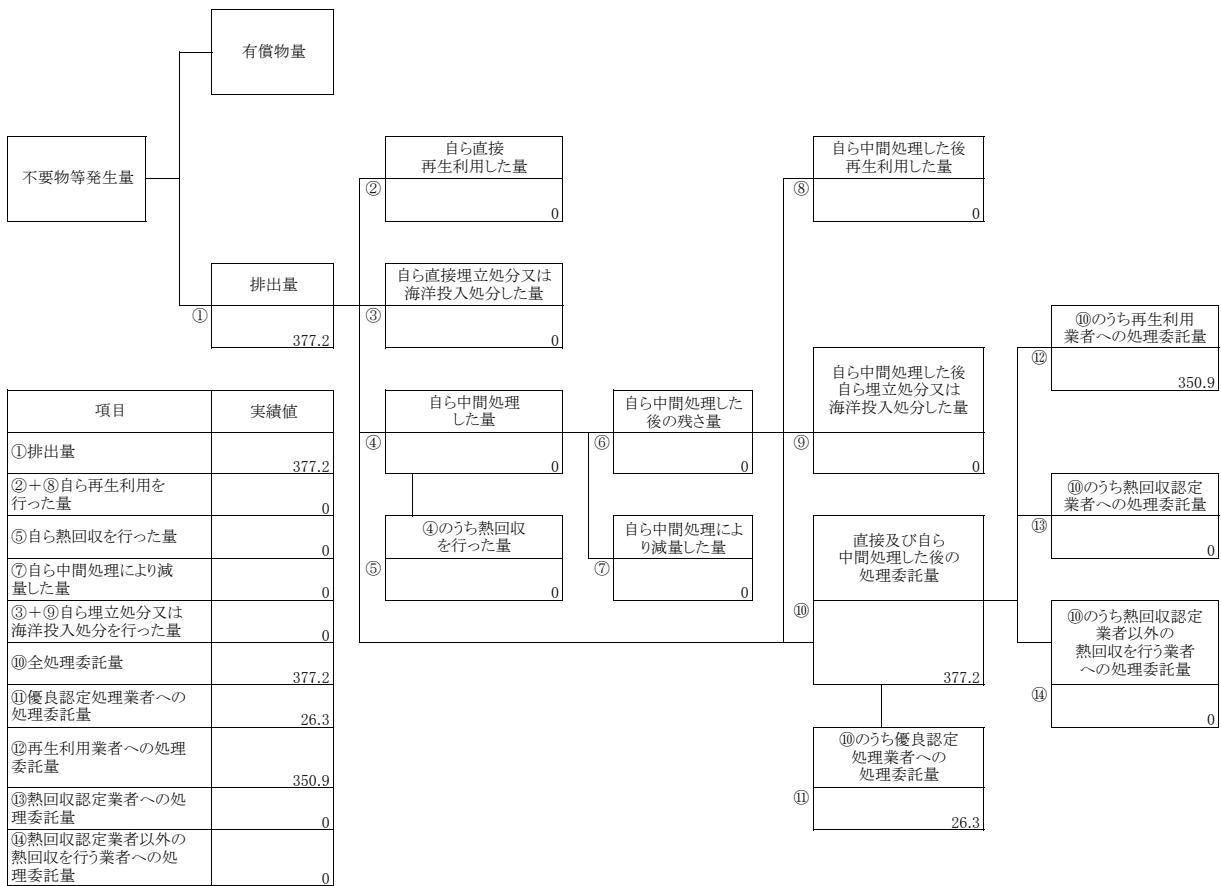 有償物量
不要物等発生量
自ら直接
再生利用した量
②
0
自ら中間処理した後
再生利用した量
⑧
0
排出量
①
377.2
自ら直接埋立処分又は
海洋投入処分した量
③
0
⑩のうち再生利用
業者への処理委託量
⑫
350.9
自ら中間処理
した量
④
0
自ら中間処理した
後の残さ量
⑥
0
自ら中間処理した後
自ら埋立処分又は
海洋投入処分した量
⑨
0
⑩のうち熱回収認定
業者への処理委託量
⑬
0
④のうち熱回収
を行った量
⑤
0
自ら中間処理によ
り減量した量
⑦
0
直接及び自ら
中間処理した後の
処理委託量
⑩
377.2
⑩のうち熱回収認定
業者以外の
熱回収を行う業者
への処理委託量
⑭
0
⑩のうち優良認定
処理業者への
処理委託量
⑪
26.3
項目 実績値
①排出量
377.2
②＋⑧自ら再生利用を
行った量
0
⑤自ら熱回収を行った量
0
⑦自ら中間処理により減
量した量
0
③＋⑨自ら埋立処分又は
海洋投入処分を行った量
0
⑩全処理委託量
377.2
⑪優良認定処理業者への
処理委託量
26.3
⑫再生利用業者への処理
委託量
350.9
⑬熱回収認定業者への処
理委託量
0
⑭熱回収認定業者以外の
熱回収を行う業者への処
理委託量
0